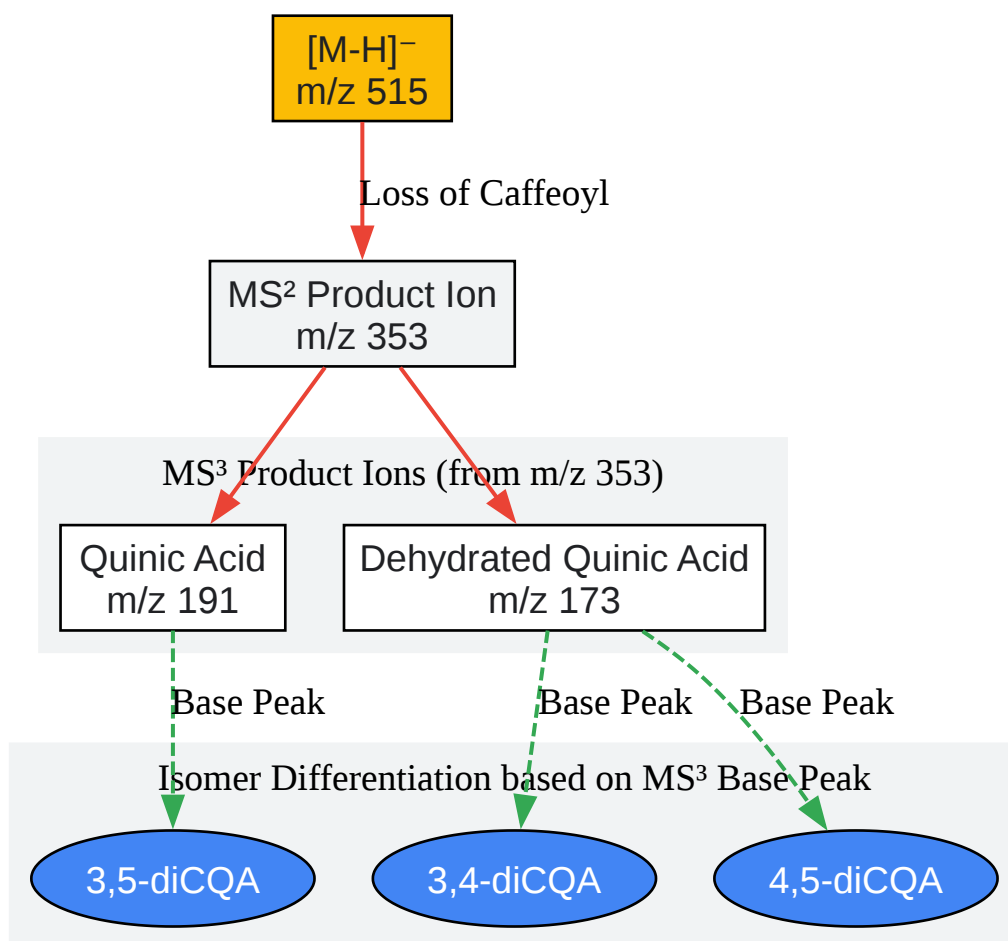 [M-H]⁻
m/z 515
Loss of Caffeoyl
MS² Product Ion
m/z 353
MS³ Product Ions (from m/z 353)
Quinic Acid
m/z 191
Dehydrated Quinic Acid
m/z 173
Base Peak
Base Peak
Base Peak
Isomer Differentiation based on MS³ Base Peak
3,5-diCQA
3,4-diCQA
4,5-diCQA